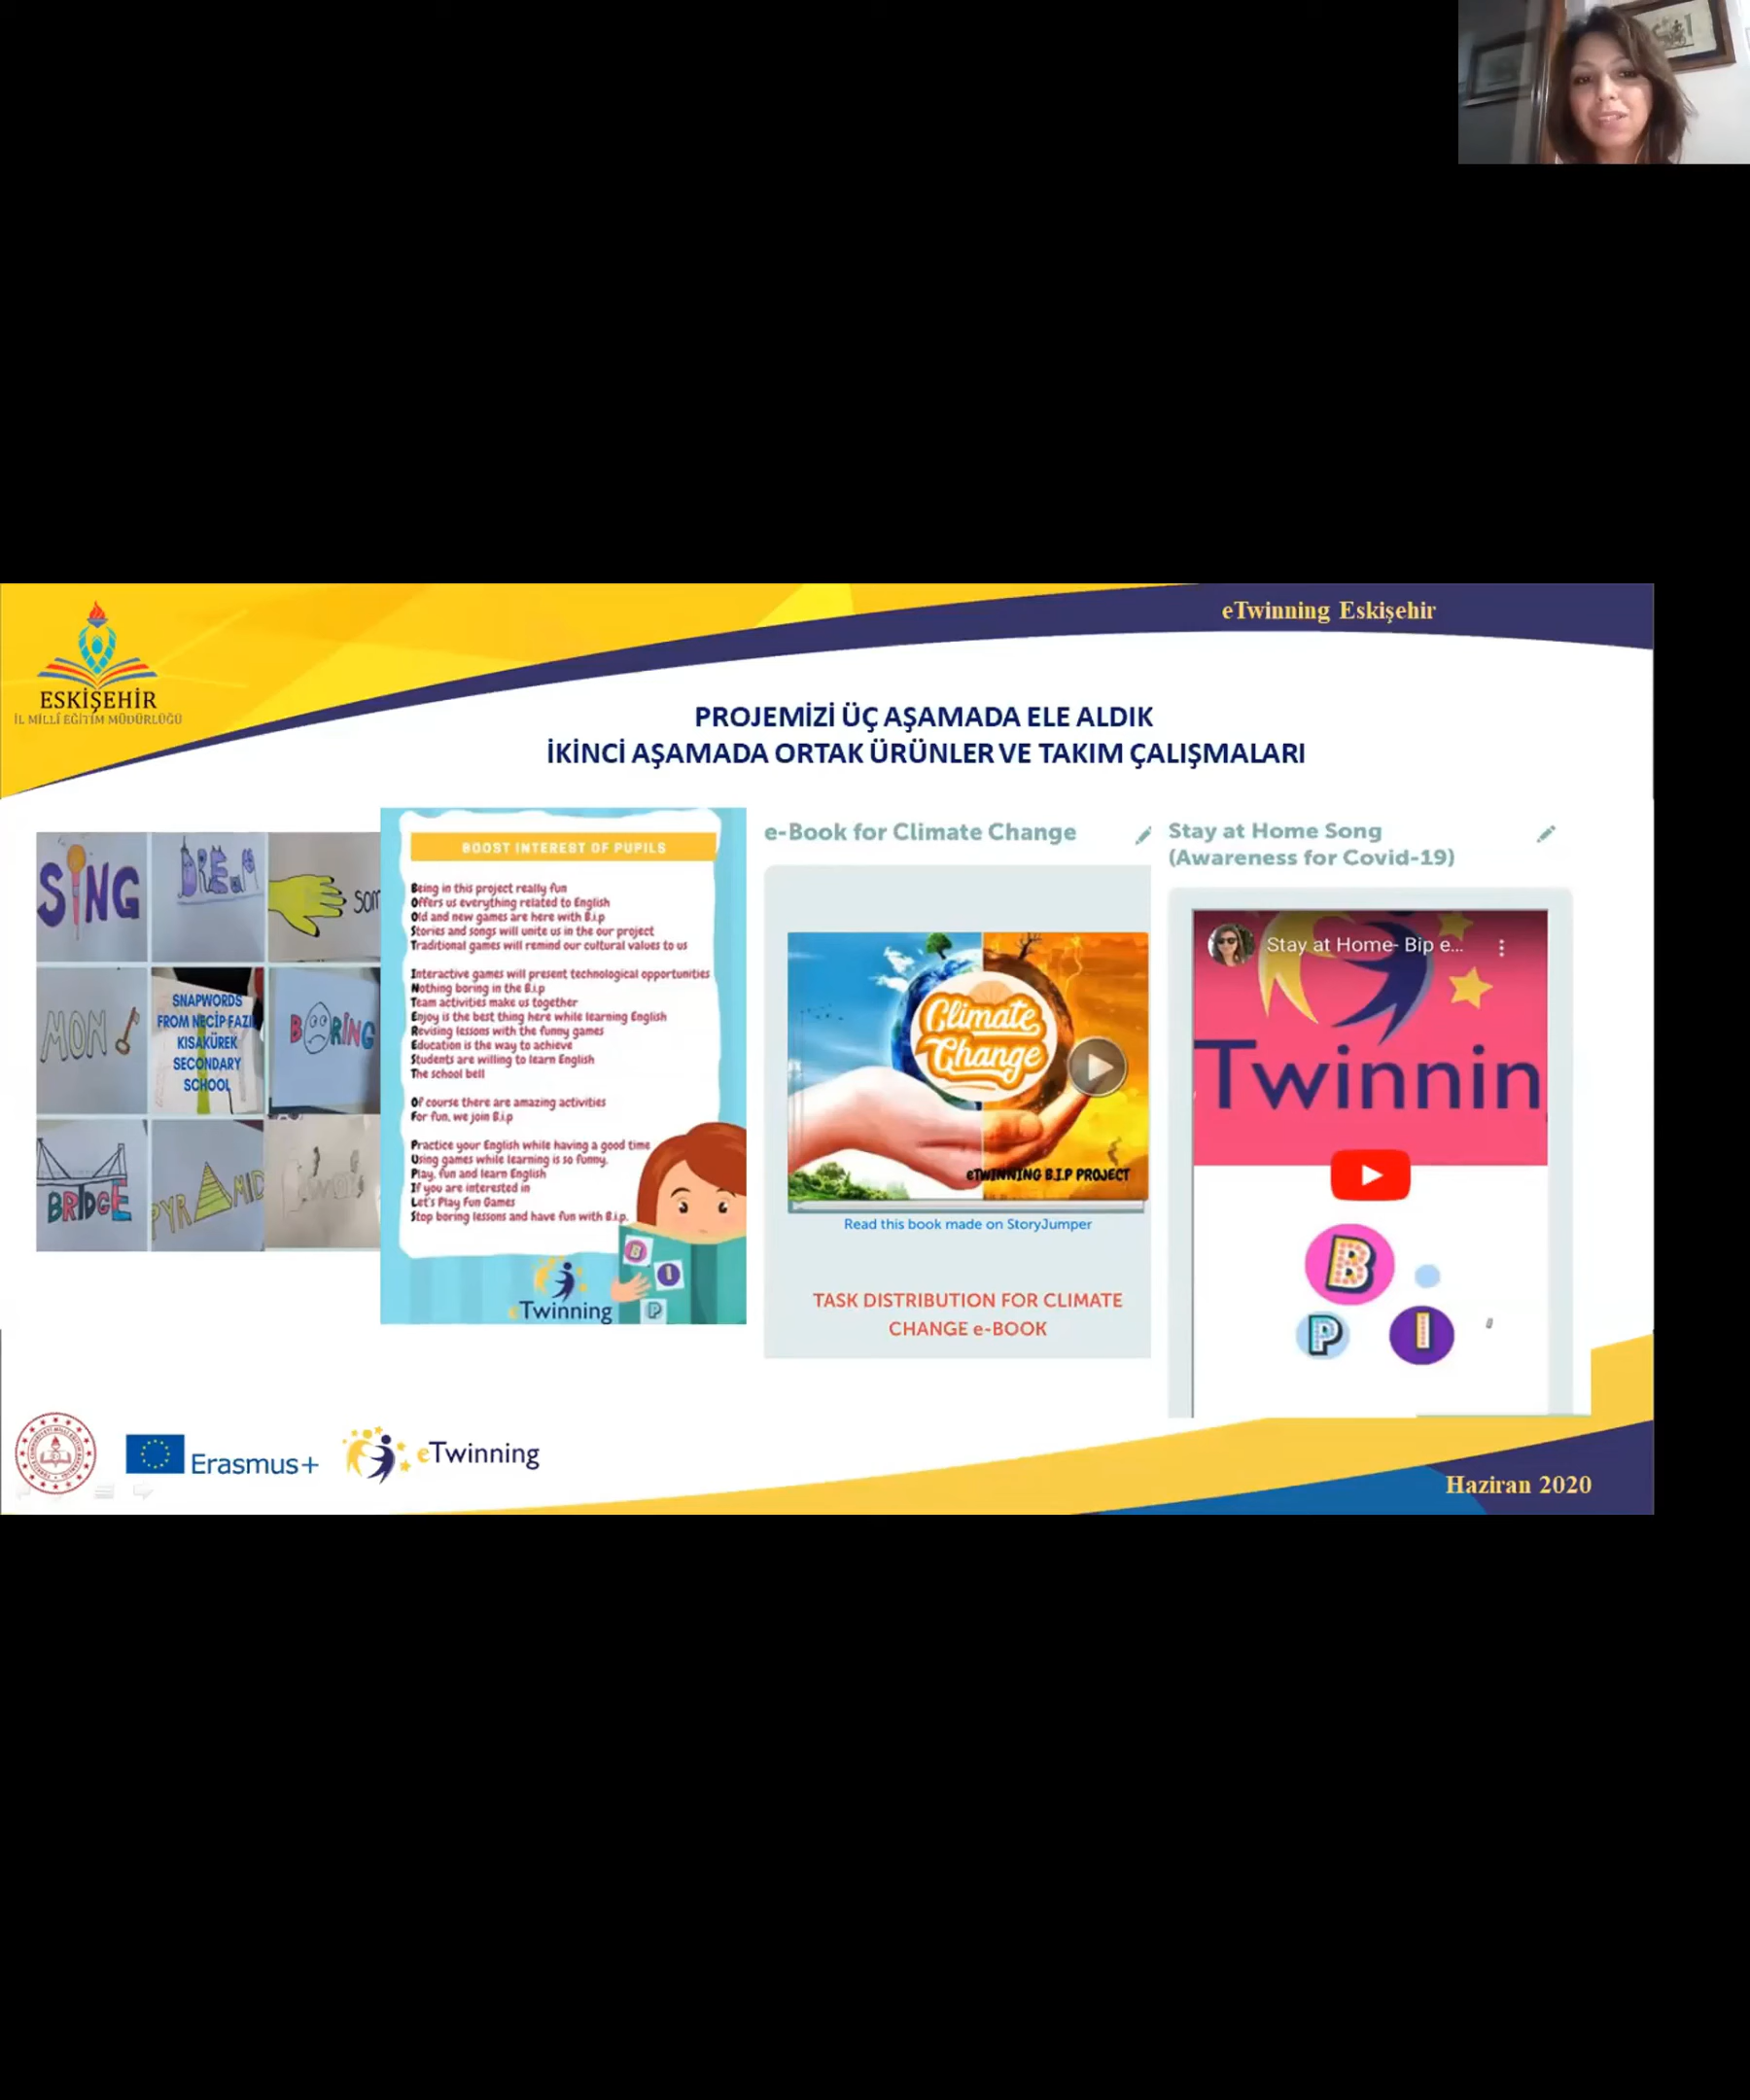 eTwinning Eskişehir
ESKİŞEHİR
İL MİLLÎ EĞİTİM MÜDÜRLÜĞÜ
PROJEMİZİ ÜÇ AŞAMADA ELE ALDIK
İKİNCİ AŞAMADA ORTAK ÜRÜNLER VE TAKIM ÇALIŞMALARI
SING
DREAM
SOM
MON
SNAPWORDS
FROM NECİP FAZIL
KISAKÜREK
SECONDARY
SCHOOL
BORING
BRIDGE
PYRAMID
BOOST INTEREST OF PUPILS
Being in this project really fun
Offers us everything related to English
Old and new games are here with B.i.p
Stories and songs will unite us in the our project
Traditional games will remind our cultural values to us
Interactive games will present technological opportunities
Nothing boring in the B.i.p
Team activities make us together
Enjoy is the best thing here while learning English
Revising lessons with the funny games
Education is the way to achieve
Students are willing to learn English
The school bell
Of course there are amazing activities
For fun, we join B.i.p
Practice your English while having a good time
Using games while learning is so funny.
Play, fun and learn English
If you are interested in
Let's Play Fun Games
Stop boring lessons and have fun with B.i.p.
B
I
P
eTwinning
e-Book for Climate Change
Climate
Change
eTWINNING B.I.P PROJECT
Read this book made on StoryJumper
TASK DISTRIBUTION FOR CLIMATE
CHANGE e-BOOK
Stay at Home Song
(Awareness for Covid-19)
Stay at Home- Bip e...
Twinnin
B
P
I
Erasmus+
eTwinning
Haziran 2020